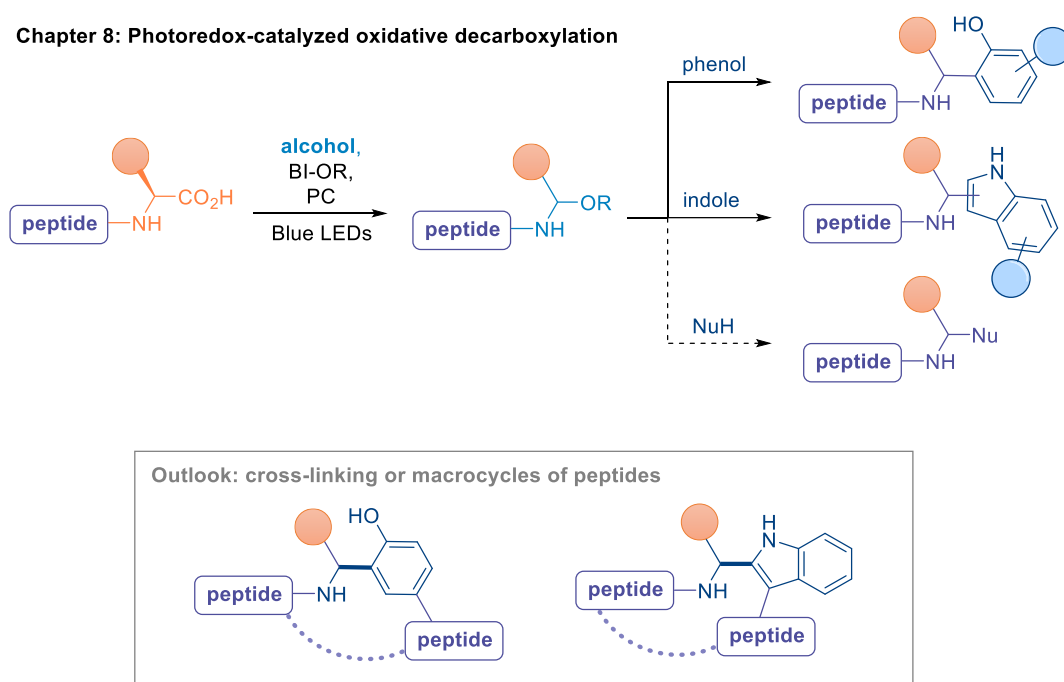 Chapter 8: Photoredox-catalyzed oxidative decarboxylation
peptide
NH
CO₂H
alcohol,
BI-OR,
PC
Blue LEDs
peptide
NH
OR
phenol
HO
peptide
NH
indole
H
N
peptide
NH
NuH
Nu
peptide
NH
Outlook: cross-linking or macrocycles of peptides
HO
peptide
NH
peptide
H
N
peptide
NH
peptide